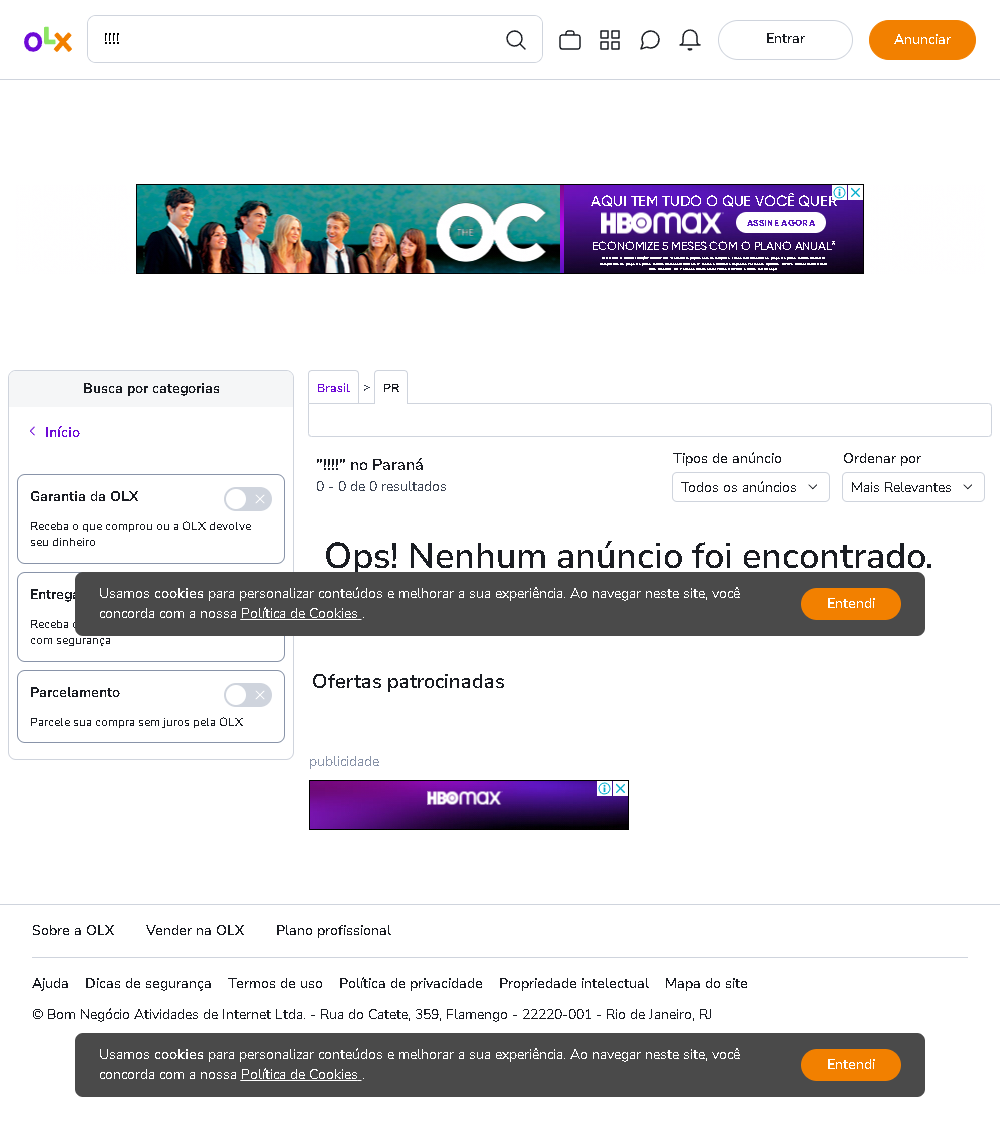 OLX
!!!!
Entrar
Anunciar
THE OC
AQUI TEM TUDO O QUE VOCÊ QUER
HBOMAX
ASSINE AGORA
ECONOMIZE 5 MESES COM O PLANO ANUAL²
Busca por categorias
Início
Garantia da OLX
Receba o que comprou ou a OLX devolve
seu dinheiro
Entrega
Receba
com segurança
Parcelamento
Parcele sua compra sem juros pela OLX
Brasil > PR
"!!!!" no Paraná
0 - 0 de 0 resultados
Tipos de anúncio
Todos os anúncios
Ordenar por
Mais Relevantes
Ops! Nenhum anúncio foi encontrado.
Usamos cookies para personalizar conteúdos e melhorar a sua experiência. Ao navegar neste site, você
concorda com a nossa Política de Cookies .
Entendi
Ofertas patrocinadas
publicidade
HBOMAX
Sobre a OLX Vender na OLX Plano profissional
Ajuda Dicas de segurança Termos de uso Política de privacidade Propriedade intelectual Mapa do site
© Bom Negócio Atividades de Internet Ltda. - Rua do Catete, 359, Flamengo - 22220-001 - Rio de Janeiro, RJ
Usamos cookies para personalizar conteúdos e melhorar a sua experiência. Ao navegar neste site, você
concorda com a nossa Política de Cookies .
Entendi